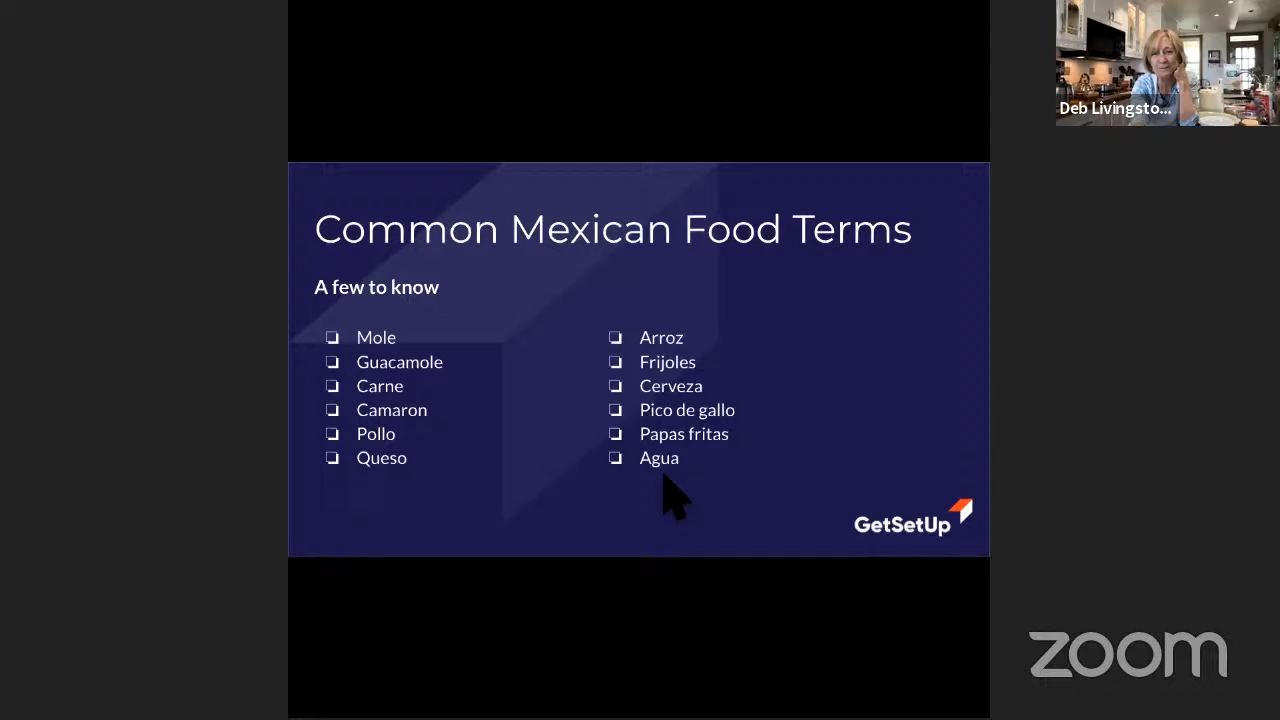 Deb Livingsto...
Common Mexican Food Terms
A few to know
❏ Mole
❏ Guacamole
❏ Carne
❏ Camaron
❏ Pollo
❏ Queso
❏ Arroz
❏ Frijoles
❏ Cerveza
❏ Pico de gallo
❏ Papas fritas
❏ Agua
GetSetUp
zoom